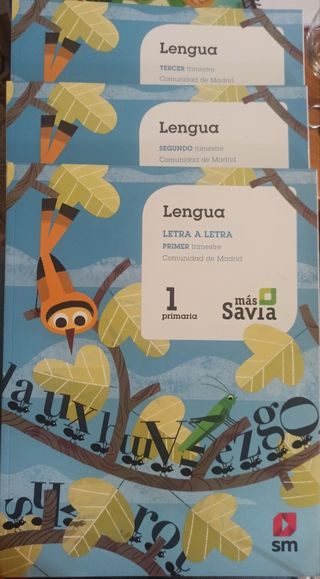 Lengua
TERCER trimestre
Comunidad de Madrid
Lengua
SEGUNDO trimestre
Comunidad de Madrid
Lengua
LETRA A LETRA
PRIMER trimestre
Comunidad de Madrid
1
primaria
más
Savia
sm